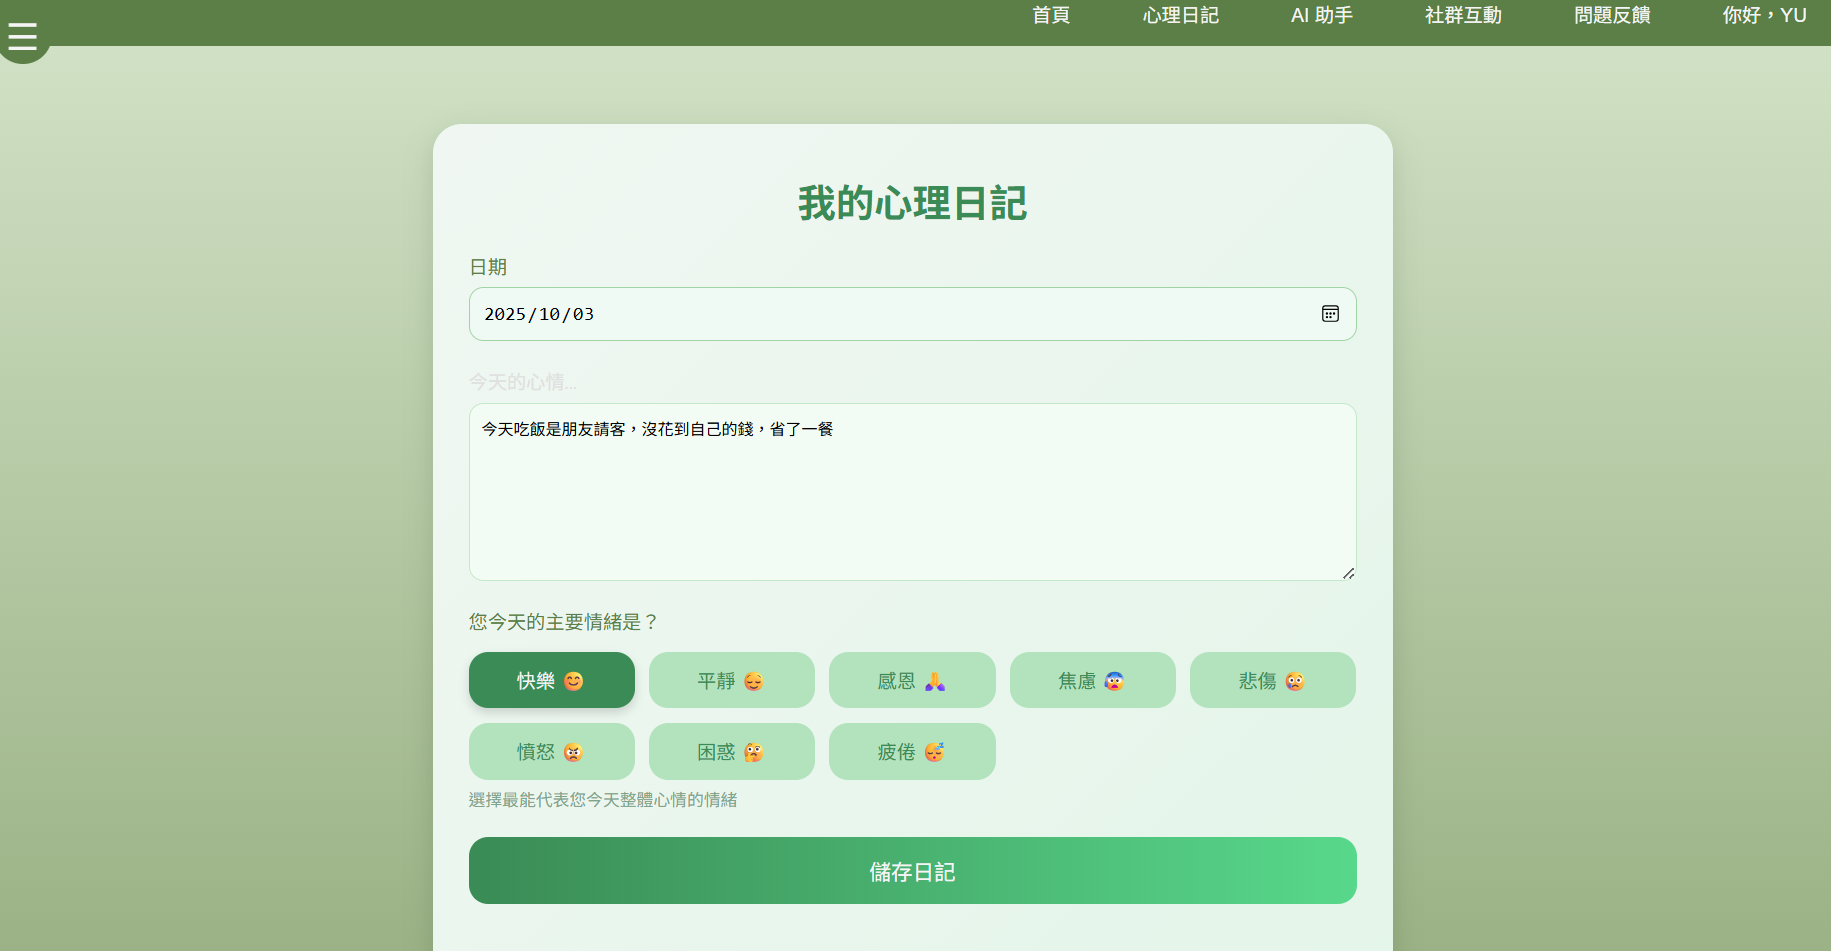 首頁 心理日記 AI 助手 社群互動 問題反饋 你好，YU
我的心理日記
日期
2025/10/03
今天的心情...
今天吃飯是朋友請客，沒花到自己的錢，省了一餐
您今天的主要情緒是？
快樂 😊 平靜 😌 感恩 🙏 焦慮 😰 悲傷 😢
憤怒 😠 困惑 🤔 疲倦 😴
選擇最能代表您今天整體心情的情緒
儲存日記